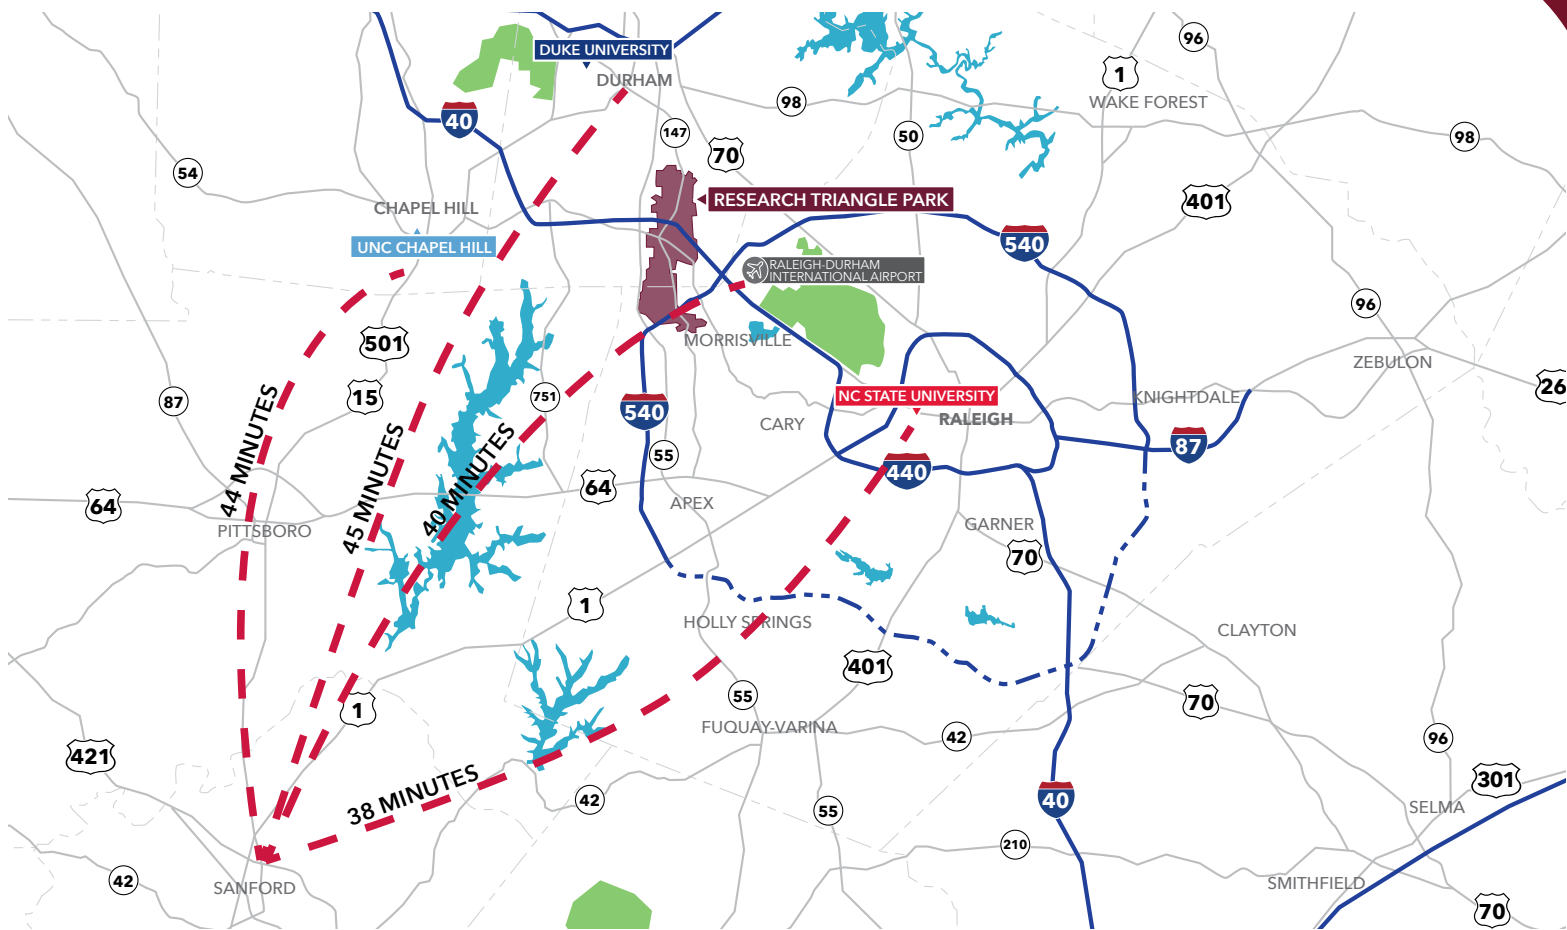 96
DUKE UNIVERSITY
1
DURHAM
98
WAKE FOREST
40
147
50
98
70
54
RESEARCH TRIANGLE PARK
401
CHAPEL HILL
UNC CHAPEL HILL
540
RALEIGH-DURHAM
INTERNATIONAL AIRPORT
96
501
MORRISVILLE
ZEBULON
26
15
87
751
NC STATE UNIVERSITY
KNIGHTDALE
540
CARY
RALEIGH
44 MINUTES
45 MINUTES
40 MINUTES
55
440
87
64
64
APEX
PITTSBORO
GARNER
70
1
HOLLY SPRINGS
CLAYTON
401
1
55
70
FUQUAY-VARINA
42
96
421
301
38 MINUTES
42
40
55
SELMA
210
42
SANFORD
SMITHFIELD
70